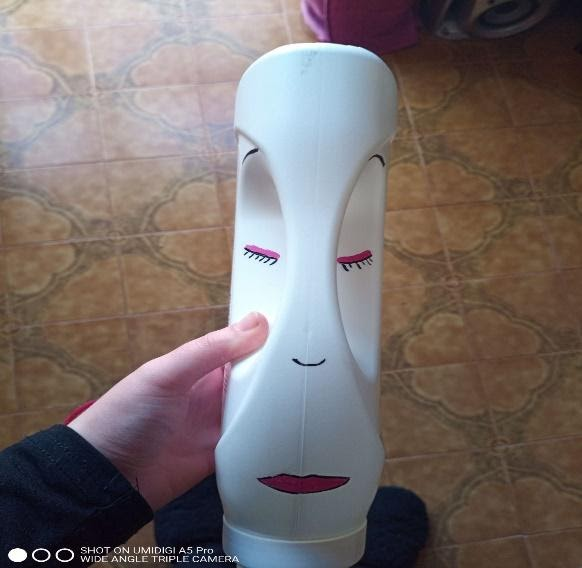 SHOT ON UMIDIGI A5 Pro
WIDE ANGLE TRIPLE CAMERA